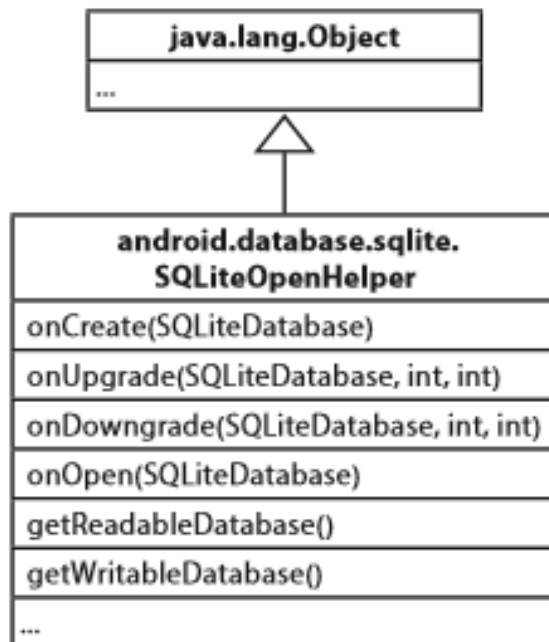 java.lang.Object
...
android.database.sqlite.
SQLiteOpenHelper
onCreate(SQLiteDatabase)
onUpgrade(SQLiteDatabase, int, int)
onDowngrade(SQLiteDatabase, int, int)
onOpen(SQLiteDatabase)
getReadableDatabase()
getWritableDatabase()
...